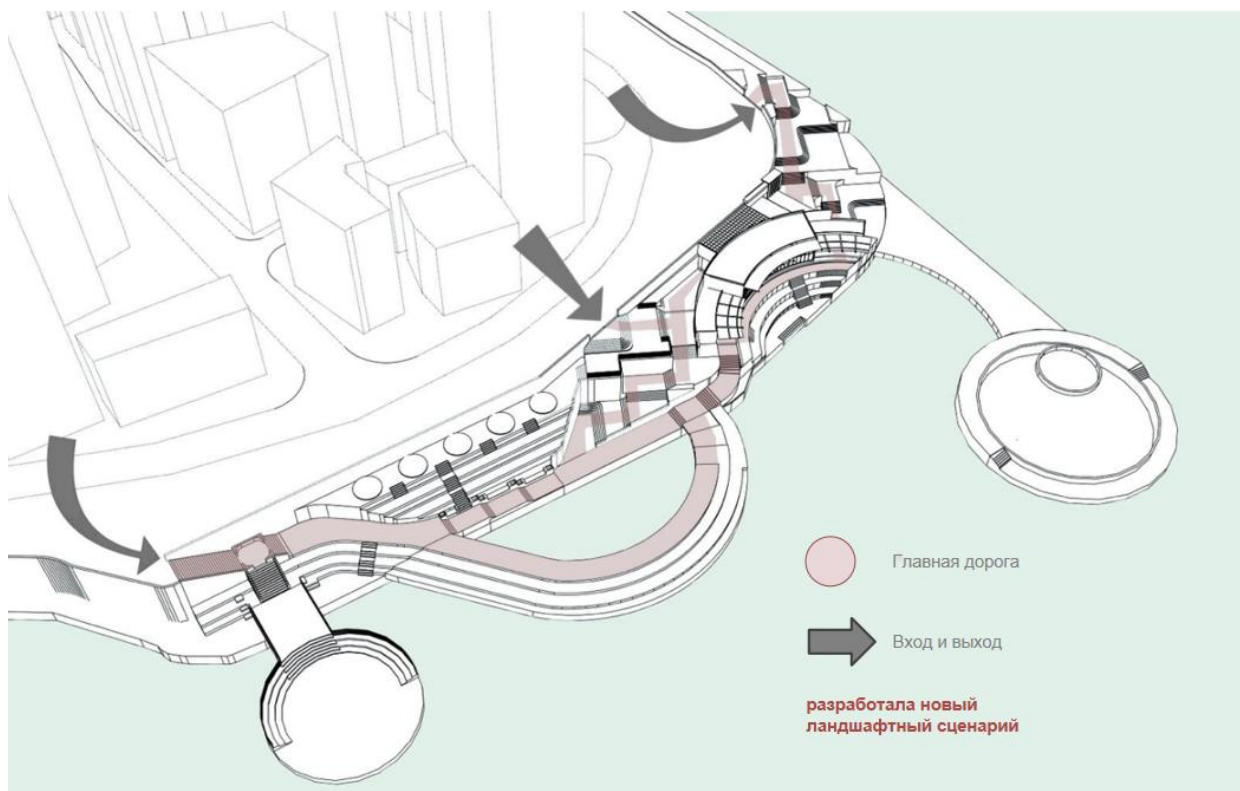 Главная дорога
Вход и выход
разработала новый
ландшафтный сценарий